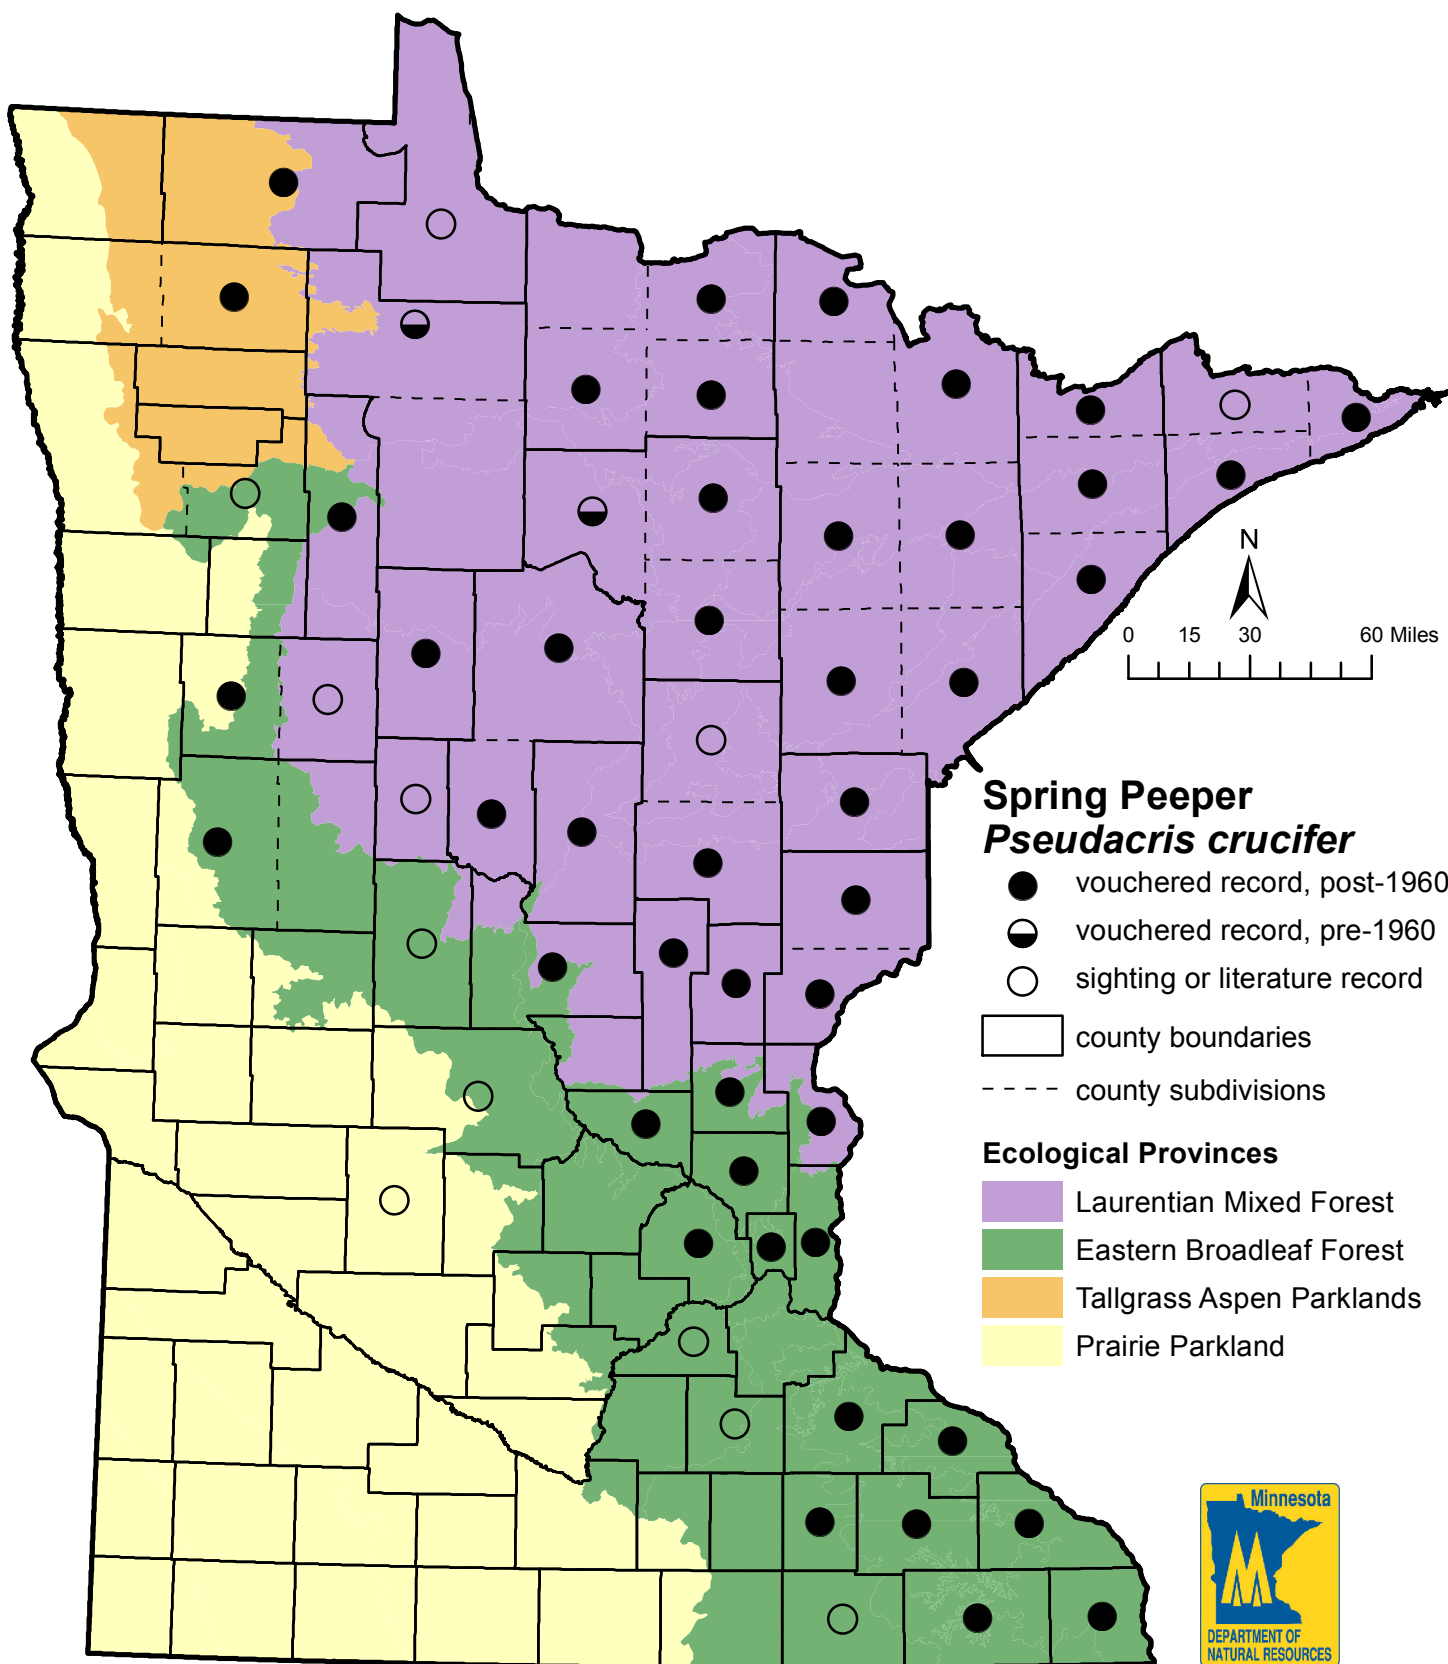 N
0 15 30 60 Miles
Spring Peeper
Pseudacris crucifer
vouchered record, post-1960
vouchered record, pre-1960
sighting or literature record
county boundaries
county subdivisions
Ecological Provinces
Laurentian Mixed Forest
Eastern Broadleaf Forest
Tallgrass Aspen Parklands
Prairie Parkland
Minnesota
DEPARTMENT OF
NATURAL RESOURCES